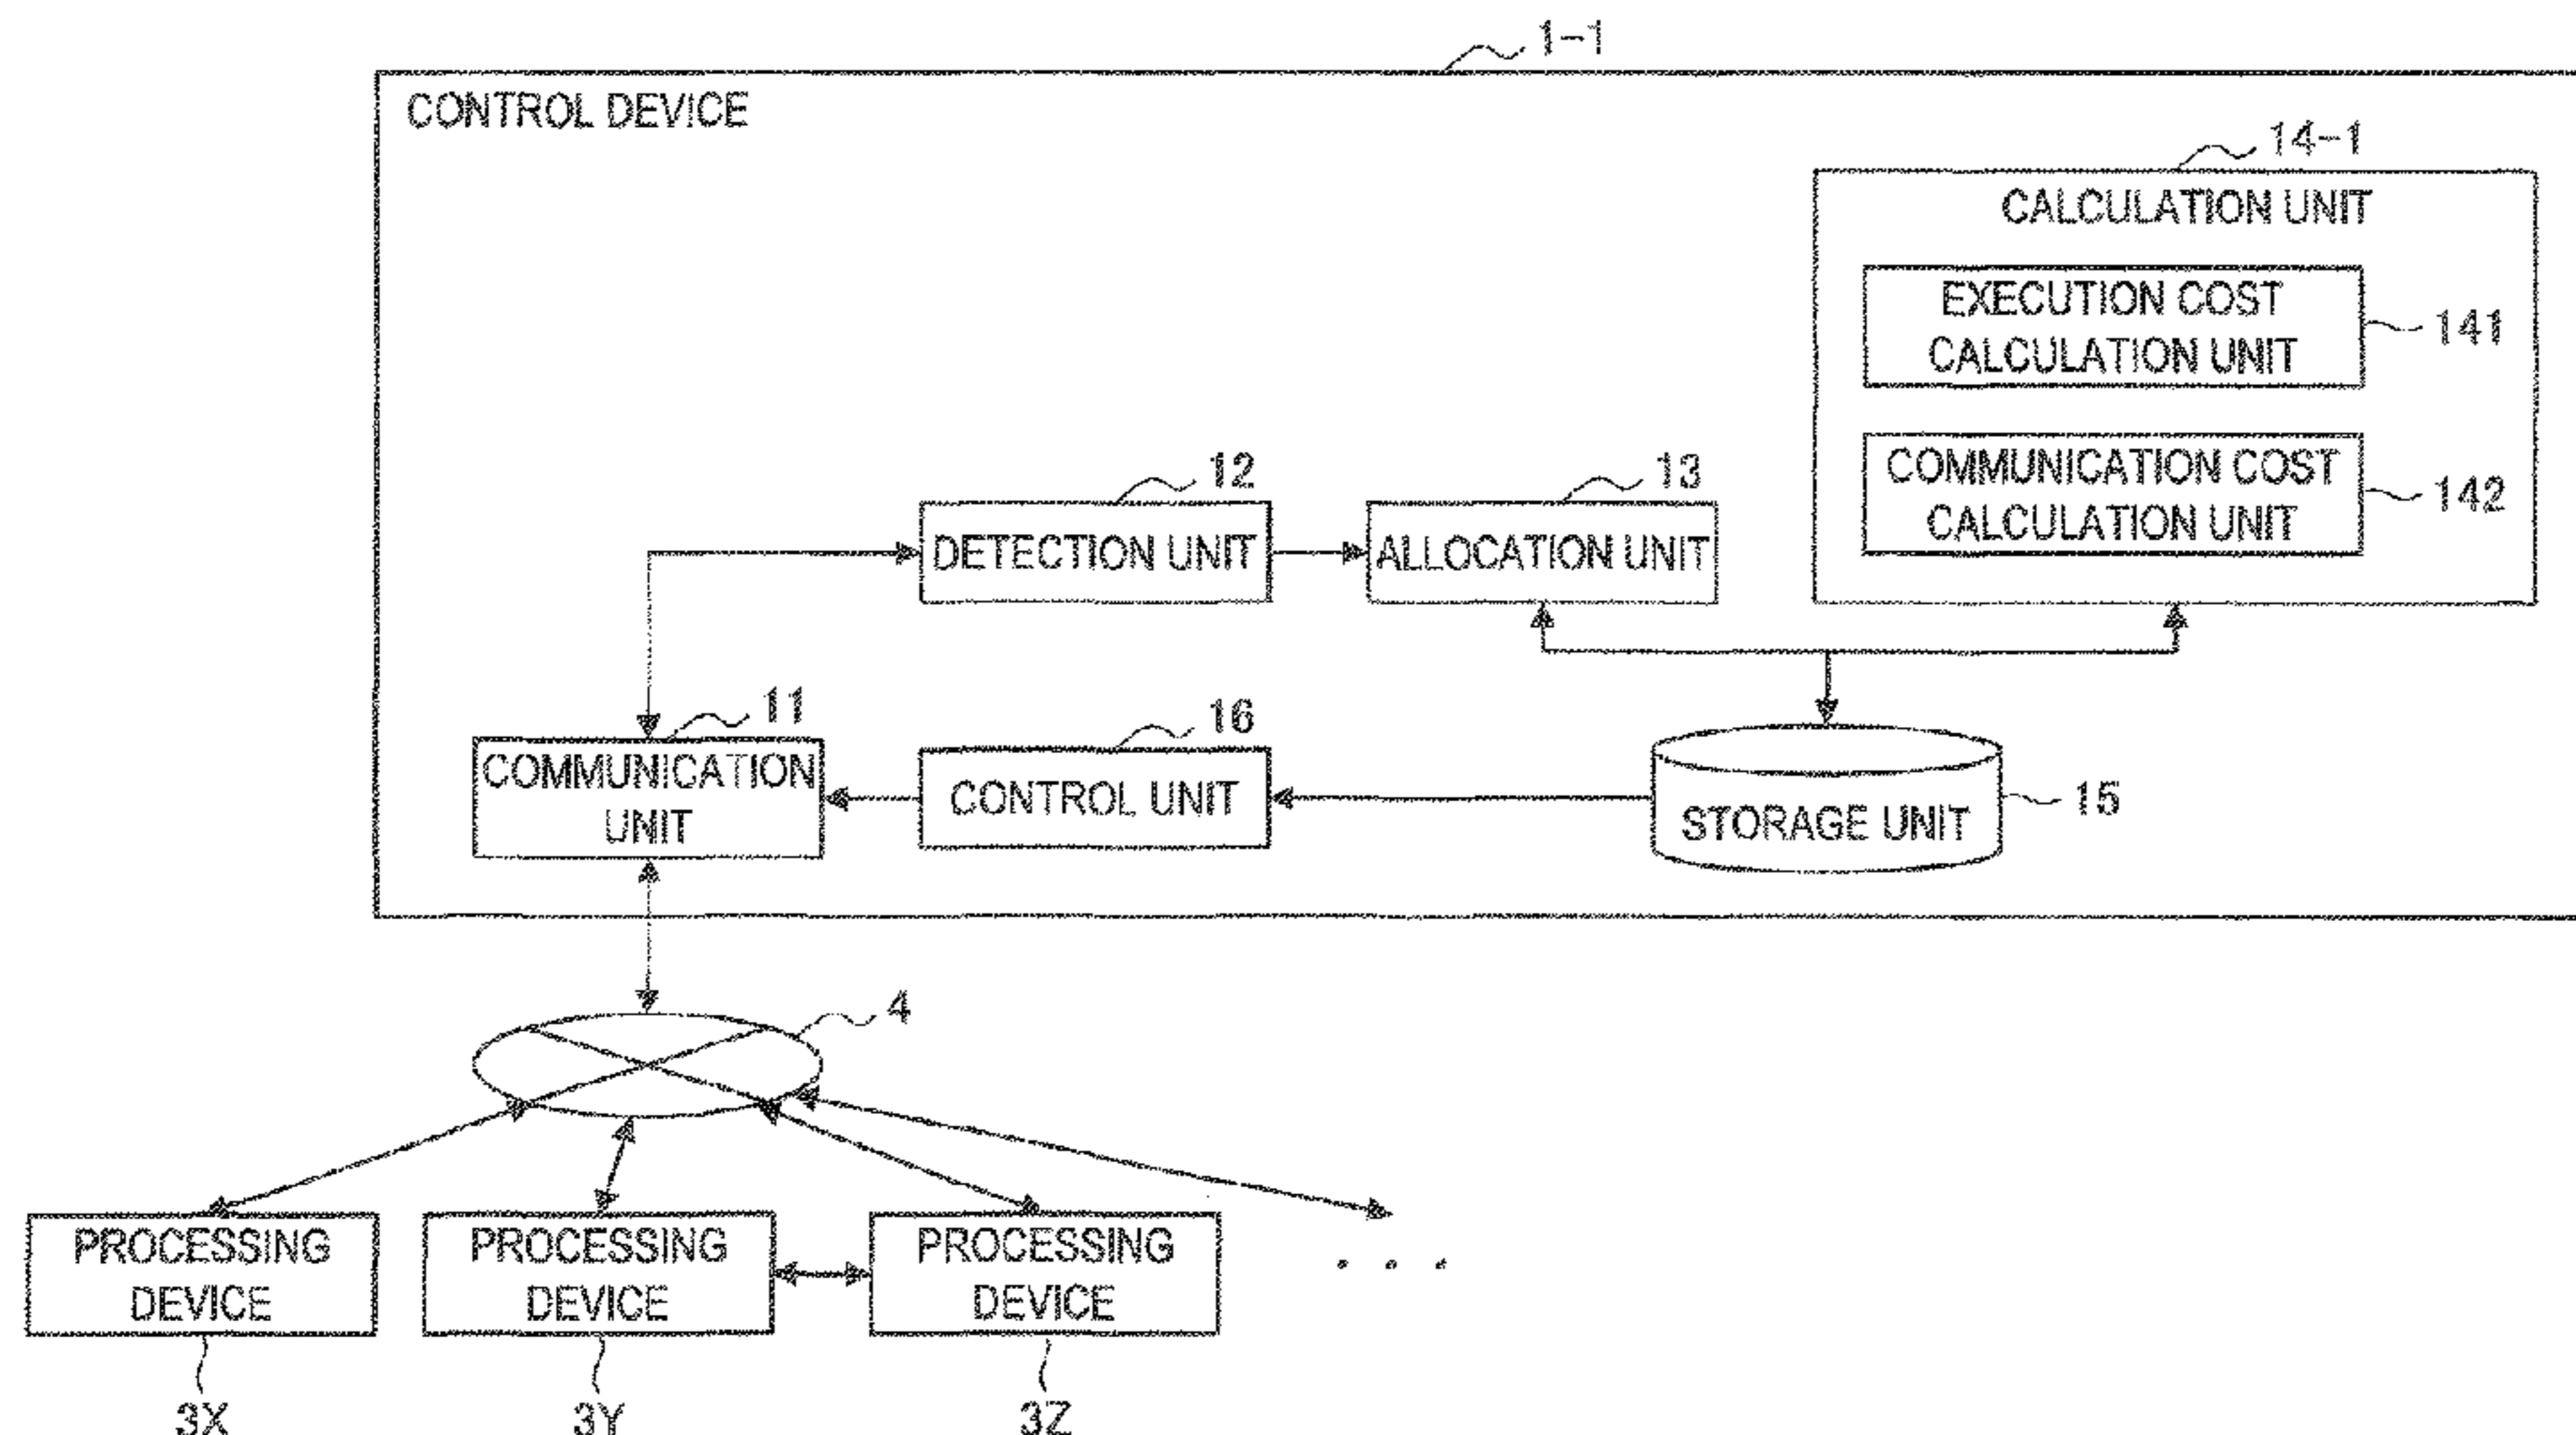 1-1
CONTROL DEVICE
14-1
CALCULATION UNIT
EXECUTION COST
CALCULATION UNIT
141
COMMUNICATION COST
CALCULATION UNIT
142
12
DETECTION UNIT
13
ALLOCATION UNIT
11
COMMUNICATION
UNIT
16
CONTROL UNIT
STORAGE UNIT
15
4
PROCESSING
DEVICE
PROCESSING
DEVICE
PROCESSING
DEVICE
. . .
3X
3Y
3Z